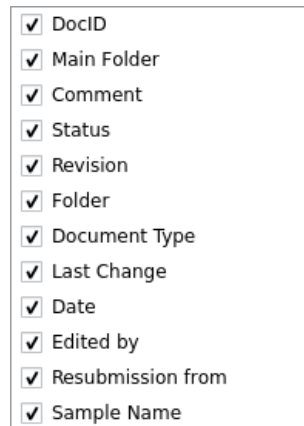 DocID
Main Folder
Comment
Status
Revision
Folder
Document Type
Last Change
Date
Edited by
Resubmission from
Sample Name